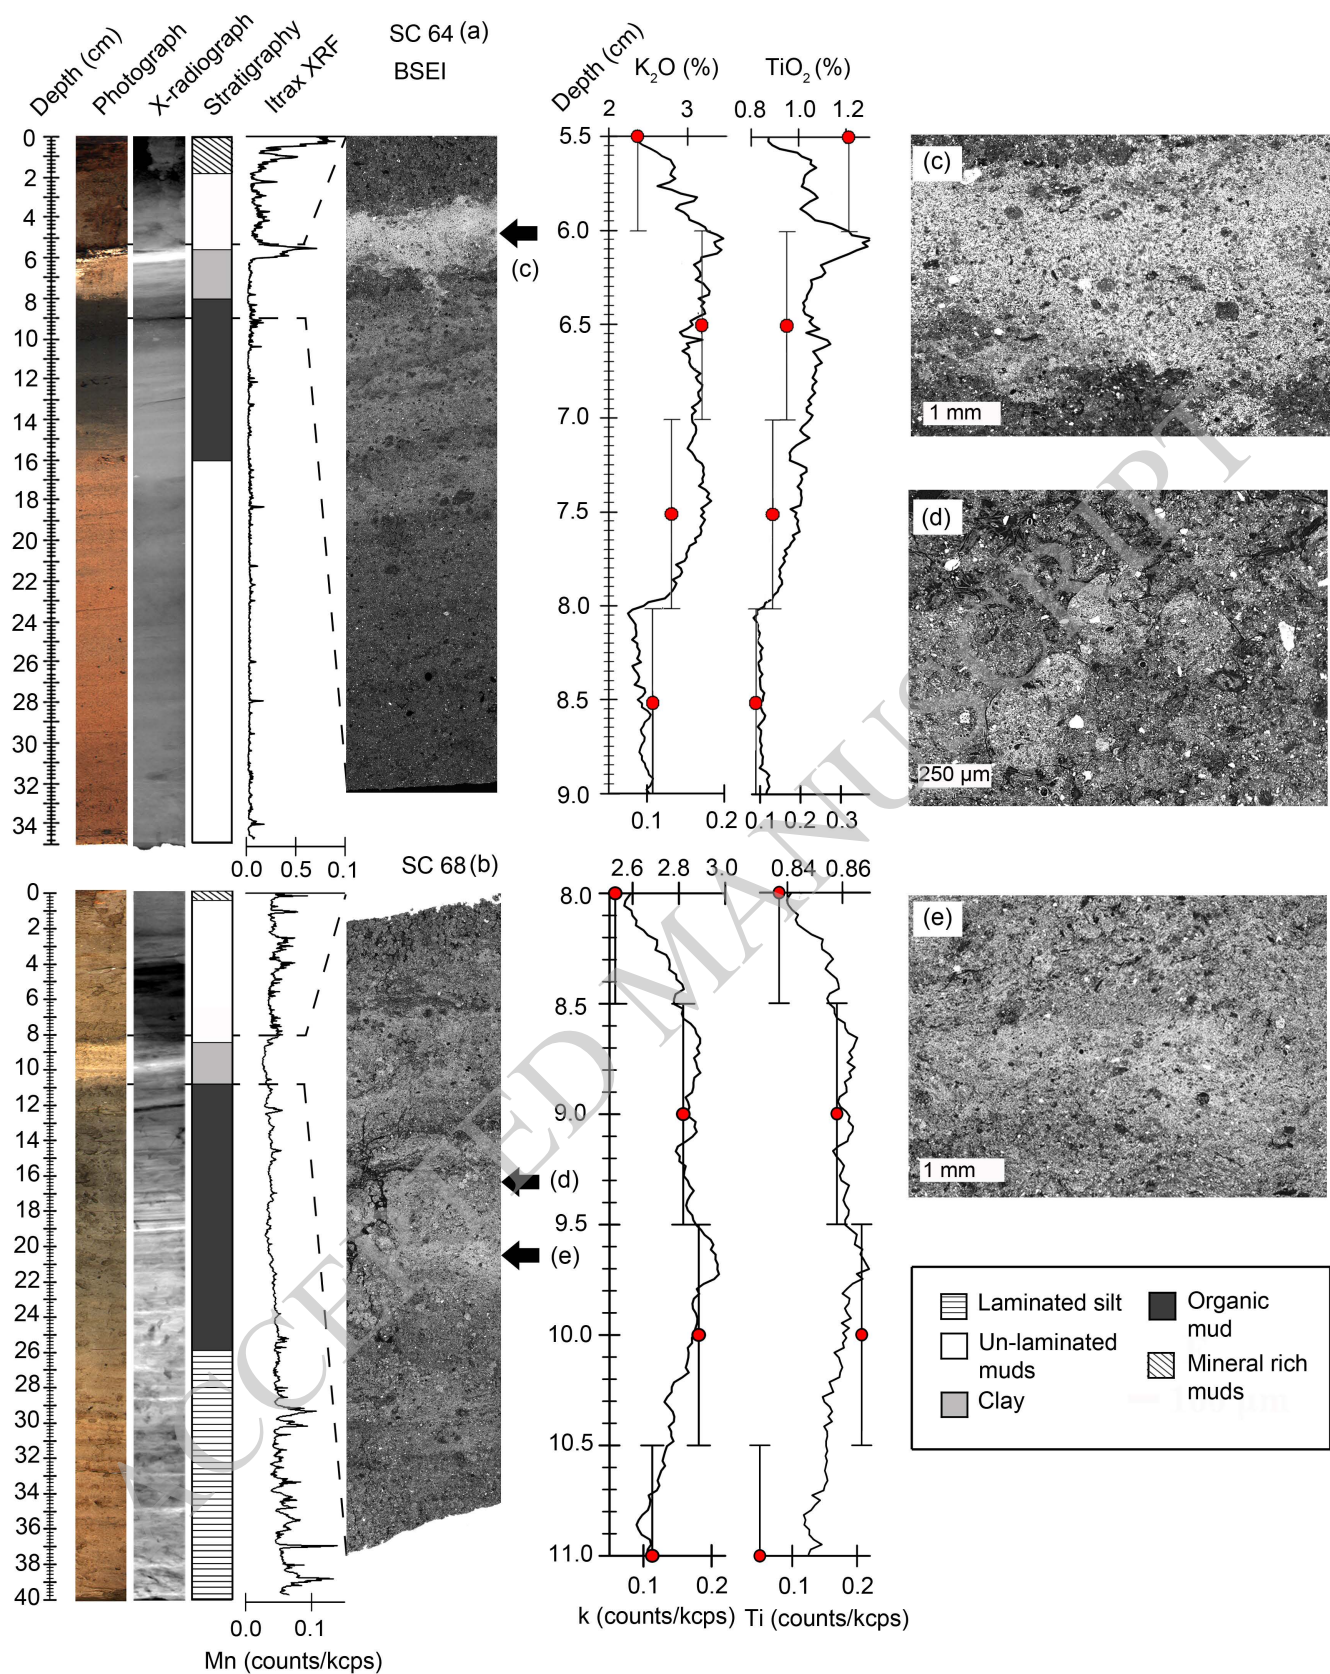 Depth (cm)
Photograph
X-radiograph
Stratigraphy
Itrax XRF
SC 64 (a)
BSEI
Depth (cm)
K2O (%)
TiO2 (%)
2 3
0.8 1.0 1.2
0
2
4
6
8
10
12
14
16
18
20
22
24
26
28
30
32
34
0.0 0.5 0.1
(c)
5.5
6.0
6.5
7.0
7.5
8.0
8.5
9.0
0.1 0.2
0.1 0.2 0.3
(c)
1 mm
(d)
250 µm
SC 68 (b)
0
2
4
6
8
10
12
14
16
18
20
22
24
26
28
30
32
34
36
38
40
0.0 0.1
Mn (counts/kcps)
(d)
(e)
2.6 2.8 3.0
0.84 0.86
8.0
8.5
9.0
9.5
10.0
10.5
11.0
0.1 0.2
0.1 0.2
k (counts/kcps)
Ti (counts/kcps)
(e)
1 mm
Laminated silt
Un-laminated
muds
Clay
Organic
mud
Mineral rich
muds
ACCEPTED MANUSCRIPT